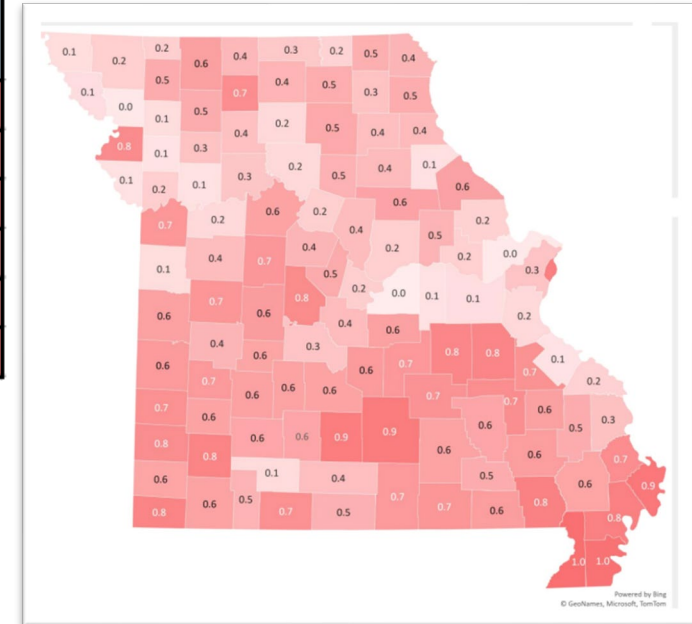 0.1 0.2 0.2 0.6 0.4 0.3 0.2 0.5 0.4
0.1 0.0 0.5 0.7 0.4 0.5 0.3 0.5
0.1 0.5 0.4 0.2 0.5 0.4 0.4
0.8 0.1 0.3 0.2 0.4 0.1
0.1 0.2 0.1 0.3 0.5 0.6
0.7 0.2 0.6 0.2 0.6 0.2
0.4 0.5
0.1 0.4 0.7 0.4 0.2 0.2 0.0
0.5 0.3
0.6 0.7 0.8 0.2 0.0 0.1 0.1
0.6 0.4 0.6 0.2
0.4 0.3 0.8 0.8
0.6 0.6 0.6 0.7 0.7 0.1
0.7 0.6 0.6 0.6 0.7 0.2
0.7 0.6 0.7 0.6
0.9 0.6 0.5 0.3
0.8 0.6 0.6 0.9
0.8 0.6 0.6 0.7
0.6 0.1 0.4 0.5 0.6 0.9
0.8 0.6 0.5 0.7 0.5 0.7 0.7 0.6 0.8
0.8
1.0 1.0
Powered by Bing
© GeoNames, Microsoft, TomTom